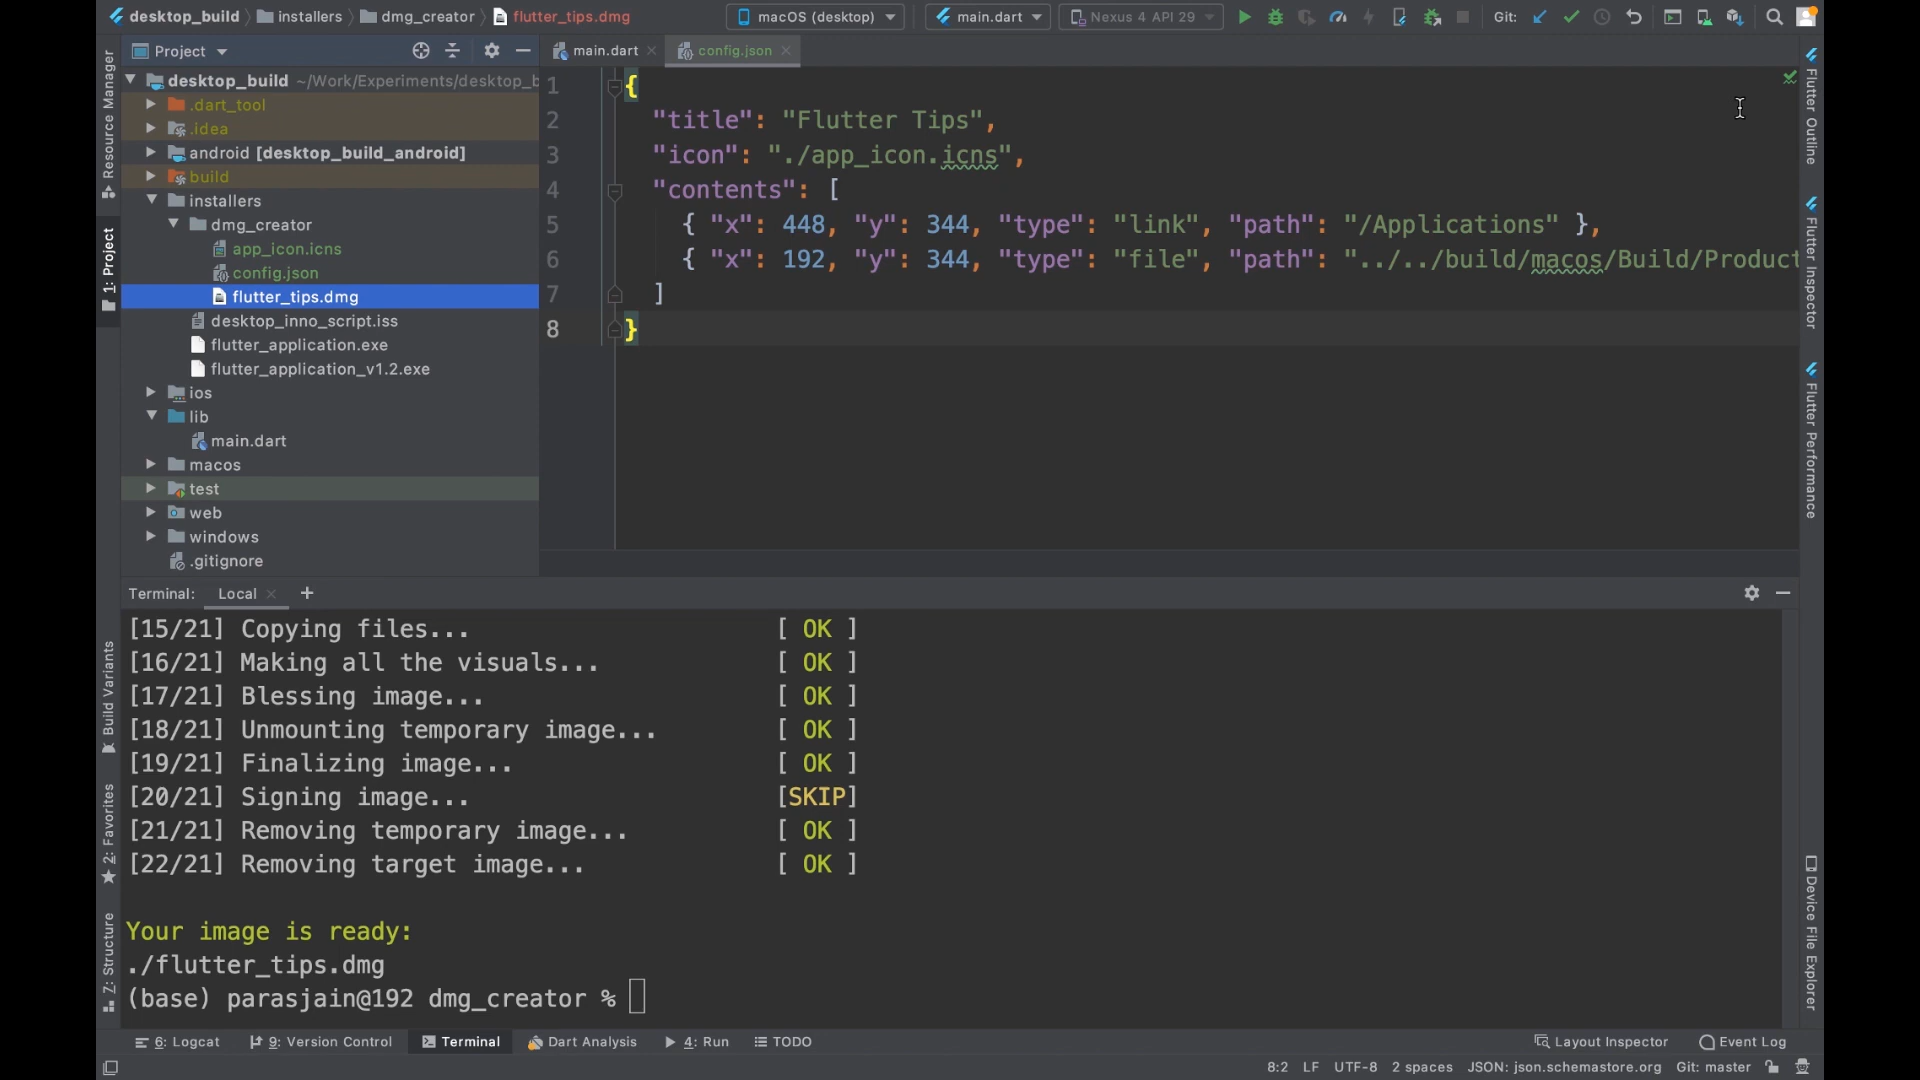 desktop_build installers dmg_creator flutter_tips.dmg macOS (desktop) main.dart Nexus 4 API 29 Git:
Project
main.dart config.json
desktop_build ~/Work/Experiments/desktop_b
.dart_tool
.idea
android [desktop_build_android]
build
installers
dmg_creator
app_icon.icns
config.json
flutter_tips.dmg
desktop_inno_script.iss
flutter_application.exe
flutter_application_v1.2.exe
ios
lib
main.dart
macos
test
web
windows
.gitignore
1 {
2 "title": "Flutter Tips",
3 "icon": "./app_icon.icns",
4 "contents": [
5 { "x": 448, "y": 344, "type": "link", "path": "/Applications" },
6 { "x": 192, "y": 344, "type": "file", "path": "../../build/macos/Build/Product
7 ]
8 }
Resource Manager
1: Project
Build Variants
2: Favorites
Z: Structure
Flutter Outline
Flutter Inspector
Flutter Performance
Device File Explorer
Terminal: Local +
[15/21] Copying files... [ OK ]
[16/21] Making all the visuals... [ OK ]
[17/21] Blessing image... [ OK ]
[18/21] Unmounting temporary image... [ OK ]
[19/21] Finalizing image... [ OK ]
[20/21] Signing image... [SKIP]
[21/21] Removing temporary image... [ OK ]
[22/21] Removing target image... [ OK ]
Your image is ready:
./flutter_tips.dmg
(base) parasjain@192 dmg_creator %
6: Logcat 9: Version Control Terminal Dart Analysis 4: Run TODO Layout Inspector Event Log
8:2 LF UTF-8 2 spaces JSON: json.schemastore.org Git: master